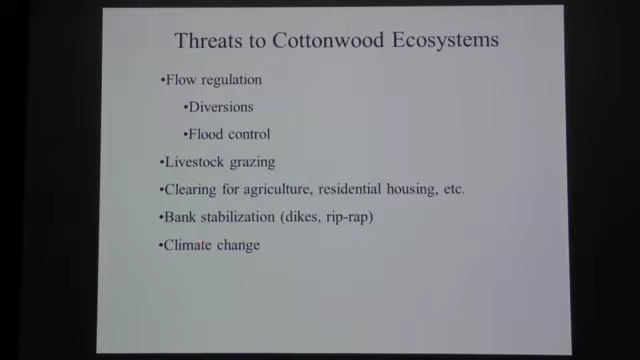 Threats to Cottonwood Ecosystems
•Flow regulation
•Diversions
•Flood control
•Livestock grazing
•Clearing for agriculture, residential housing, etc.
•Bank stabilization (dikes, rip-rap)
•Climate change